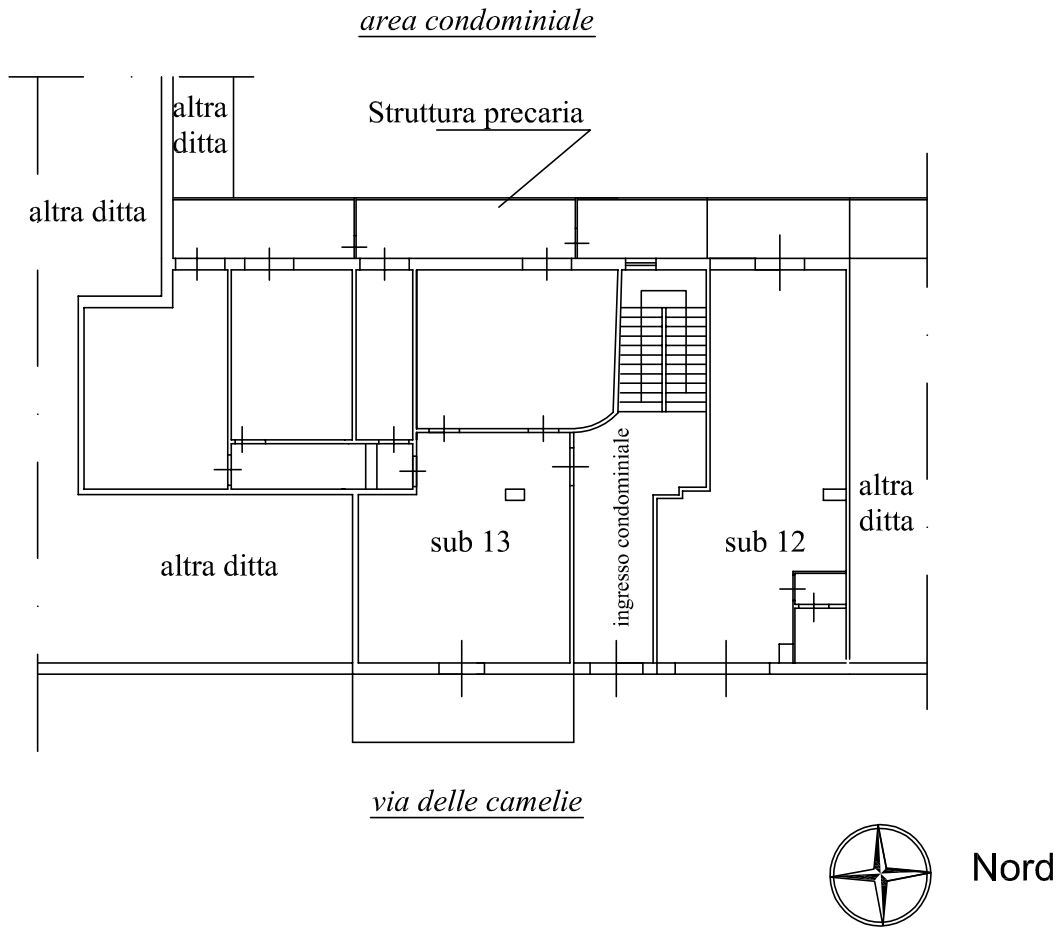 area condominiale
altra
ditta
Struttura precaria
altra ditta
ingresso condominiale
altra
ditta
sub 13
sub 12
altra ditta
via delle camelie
Nord